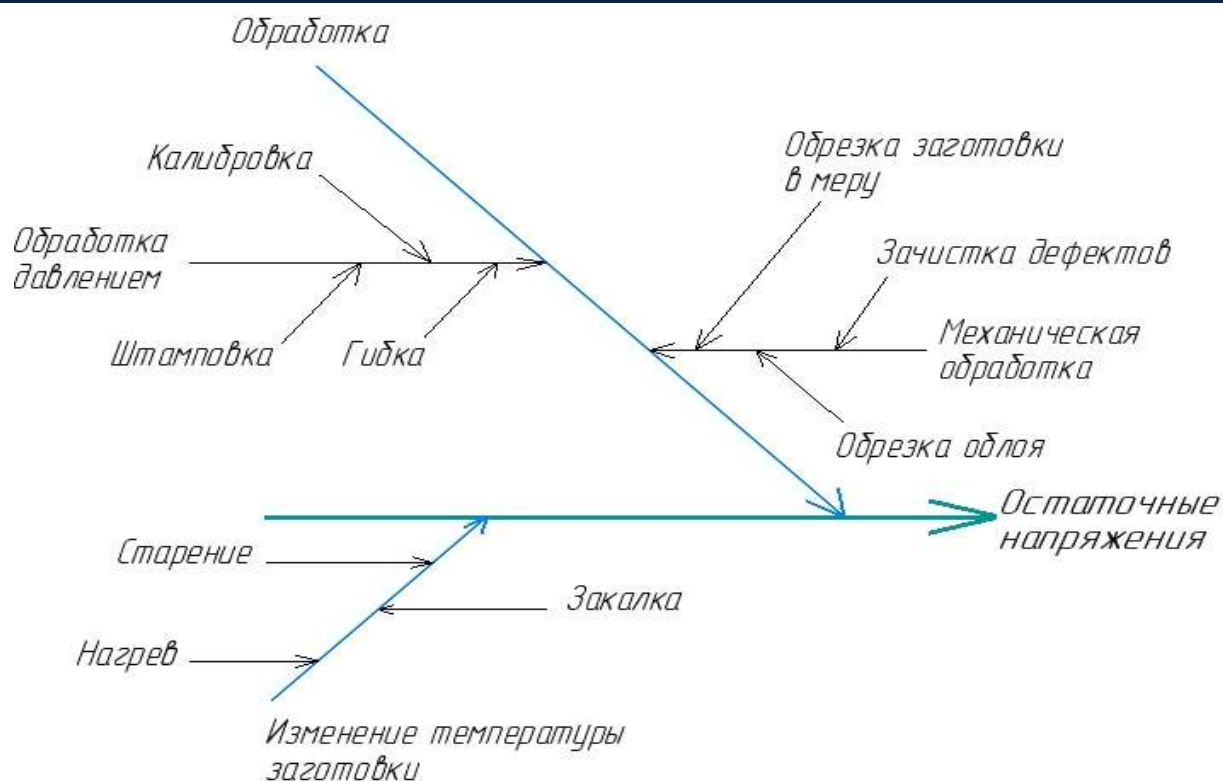 Обработка
Калибровка
Обрезка заготовки
в меру
Обработка
давлением
Зачистка дефектов
Штамповка
Гибка
Механическая
обработка
Обрезка облоя
Остаточные
напряжения
Старение
Закалка
Нагрев
Изменение температуры
заготовки